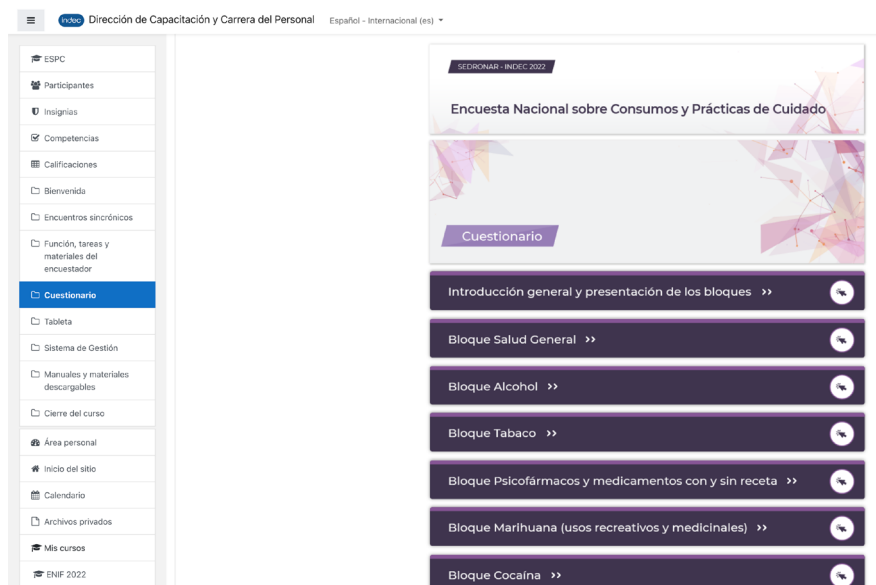 indec Dirección de Capacitación y Carrera del Personal Español - Internacional (es)
ESPC
Participantes
Insignias
Competencias
Calificaciones
Bienvenida
Encuentros sincrónicos
Función, tareas y
materiales del
encuestador
Cuestionario
Tableta
Sistema de Gestión
Manuales y materiales
descargables
Cierre del curso
Área personal
Inicio del sitio
Calendario
Archivos privados
Mis cursos
ENIF 2022
SEDRONAR - INDEC 2022
Encuesta Nacional sobre Consumos y Prácticas de Cuidado
Cuestionario
Introducción general y presentación de los bloques >>
Bloque Salud General >>
Bloque Alcohol >>
Bloque Tabaco >>
Bloque Psicofármacos y medicamentos con y sin receta >>
Bloque Marihuana (usos recreativos y medicinales) >>
Bloque Cocaína >>